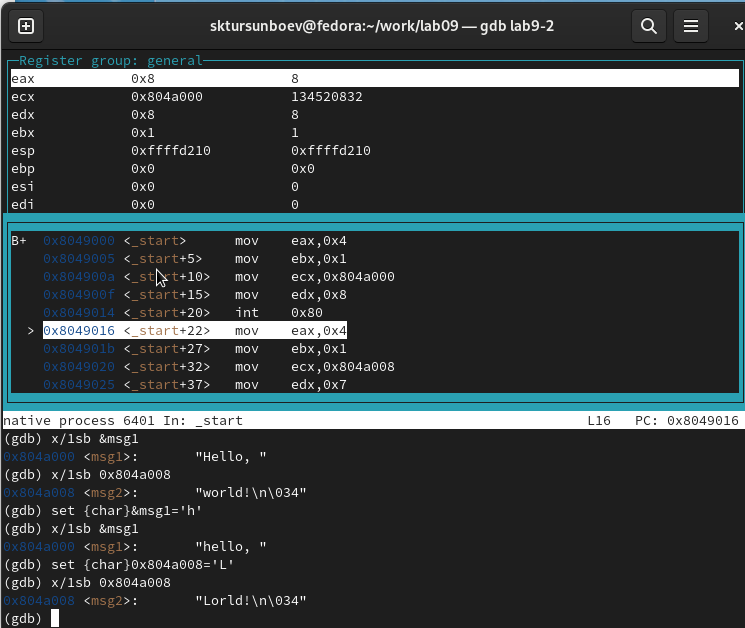 sktursunboev@fedora:~/work/lab09 — gdb lab9-2
Register group: general
eax 0x8 8
ecx 0x804a000 134520832
edx 0x8 8
ebx 0x1 1
esp 0xffffd210 0xffffd210
ebp 0x0 0x0
esi 0x0 0
edi 0x0 0
B+ 0x8049000 <_start> mov eax,0x4
0x8049005 <_start+5> mov ebx,0x1
0x804900a <_start+10> mov ecx,0x804a000
0x804900f <_start+15> mov edx,0x8
0x8049014 <_start+20> int 0x80
> 0x8049016 <_start+22> mov eax,0x4
0x804901b <_start+27> mov ebx,0x1
0x8049020 <_start+32> mov ecx,0x804a008
0x8049025 <_start+37> mov edx,0x7
native process 6401 In: _start L16 PC: 0x8049016
(gdb) x/1sb &msg1
0x804a000 <msg1>: "Hello, "
(gdb) x/1sb 0x804a008
0x804a008 <msg2>: "world!\n\034"
(gdb) set {char}&msg1='h'
(gdb) x/1sb &msg1
0x804a000 <msg1>: "hello, "
(gdb) set {char}0x804a008='L'
(gdb) x/1sb 0x804a008
0x804a008 <msg2>: "Lorld!\n\034"
(gdb)